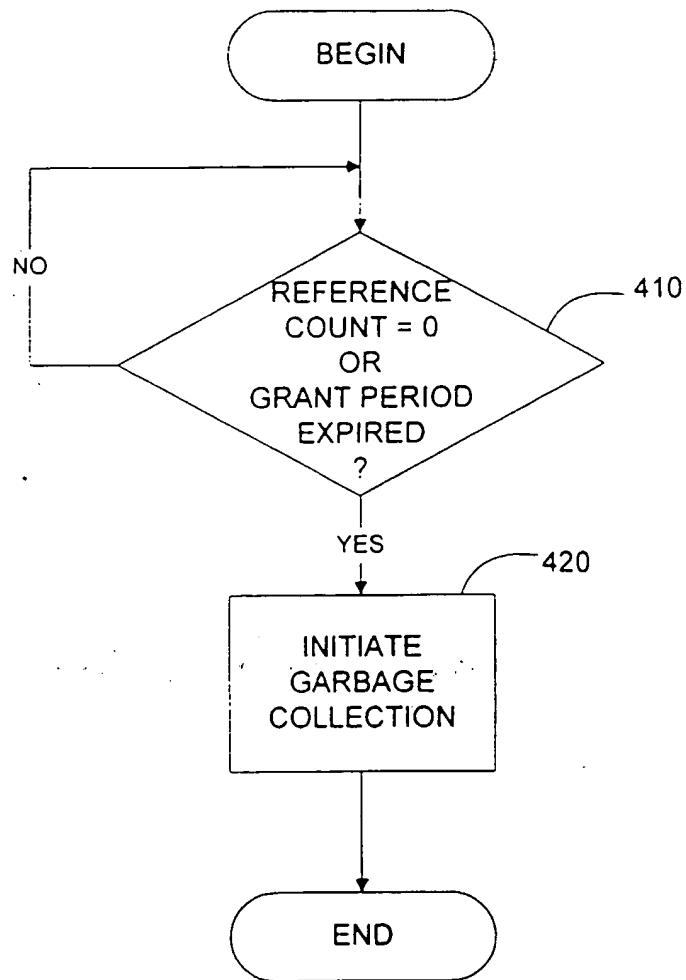 BEGIN
NO
REFERENCE
COUNT = 0
OR
GRANT PERIOD
EXPIRED
?
410
YES
420
INITIATE
GARBAGE
COLLECTION
END